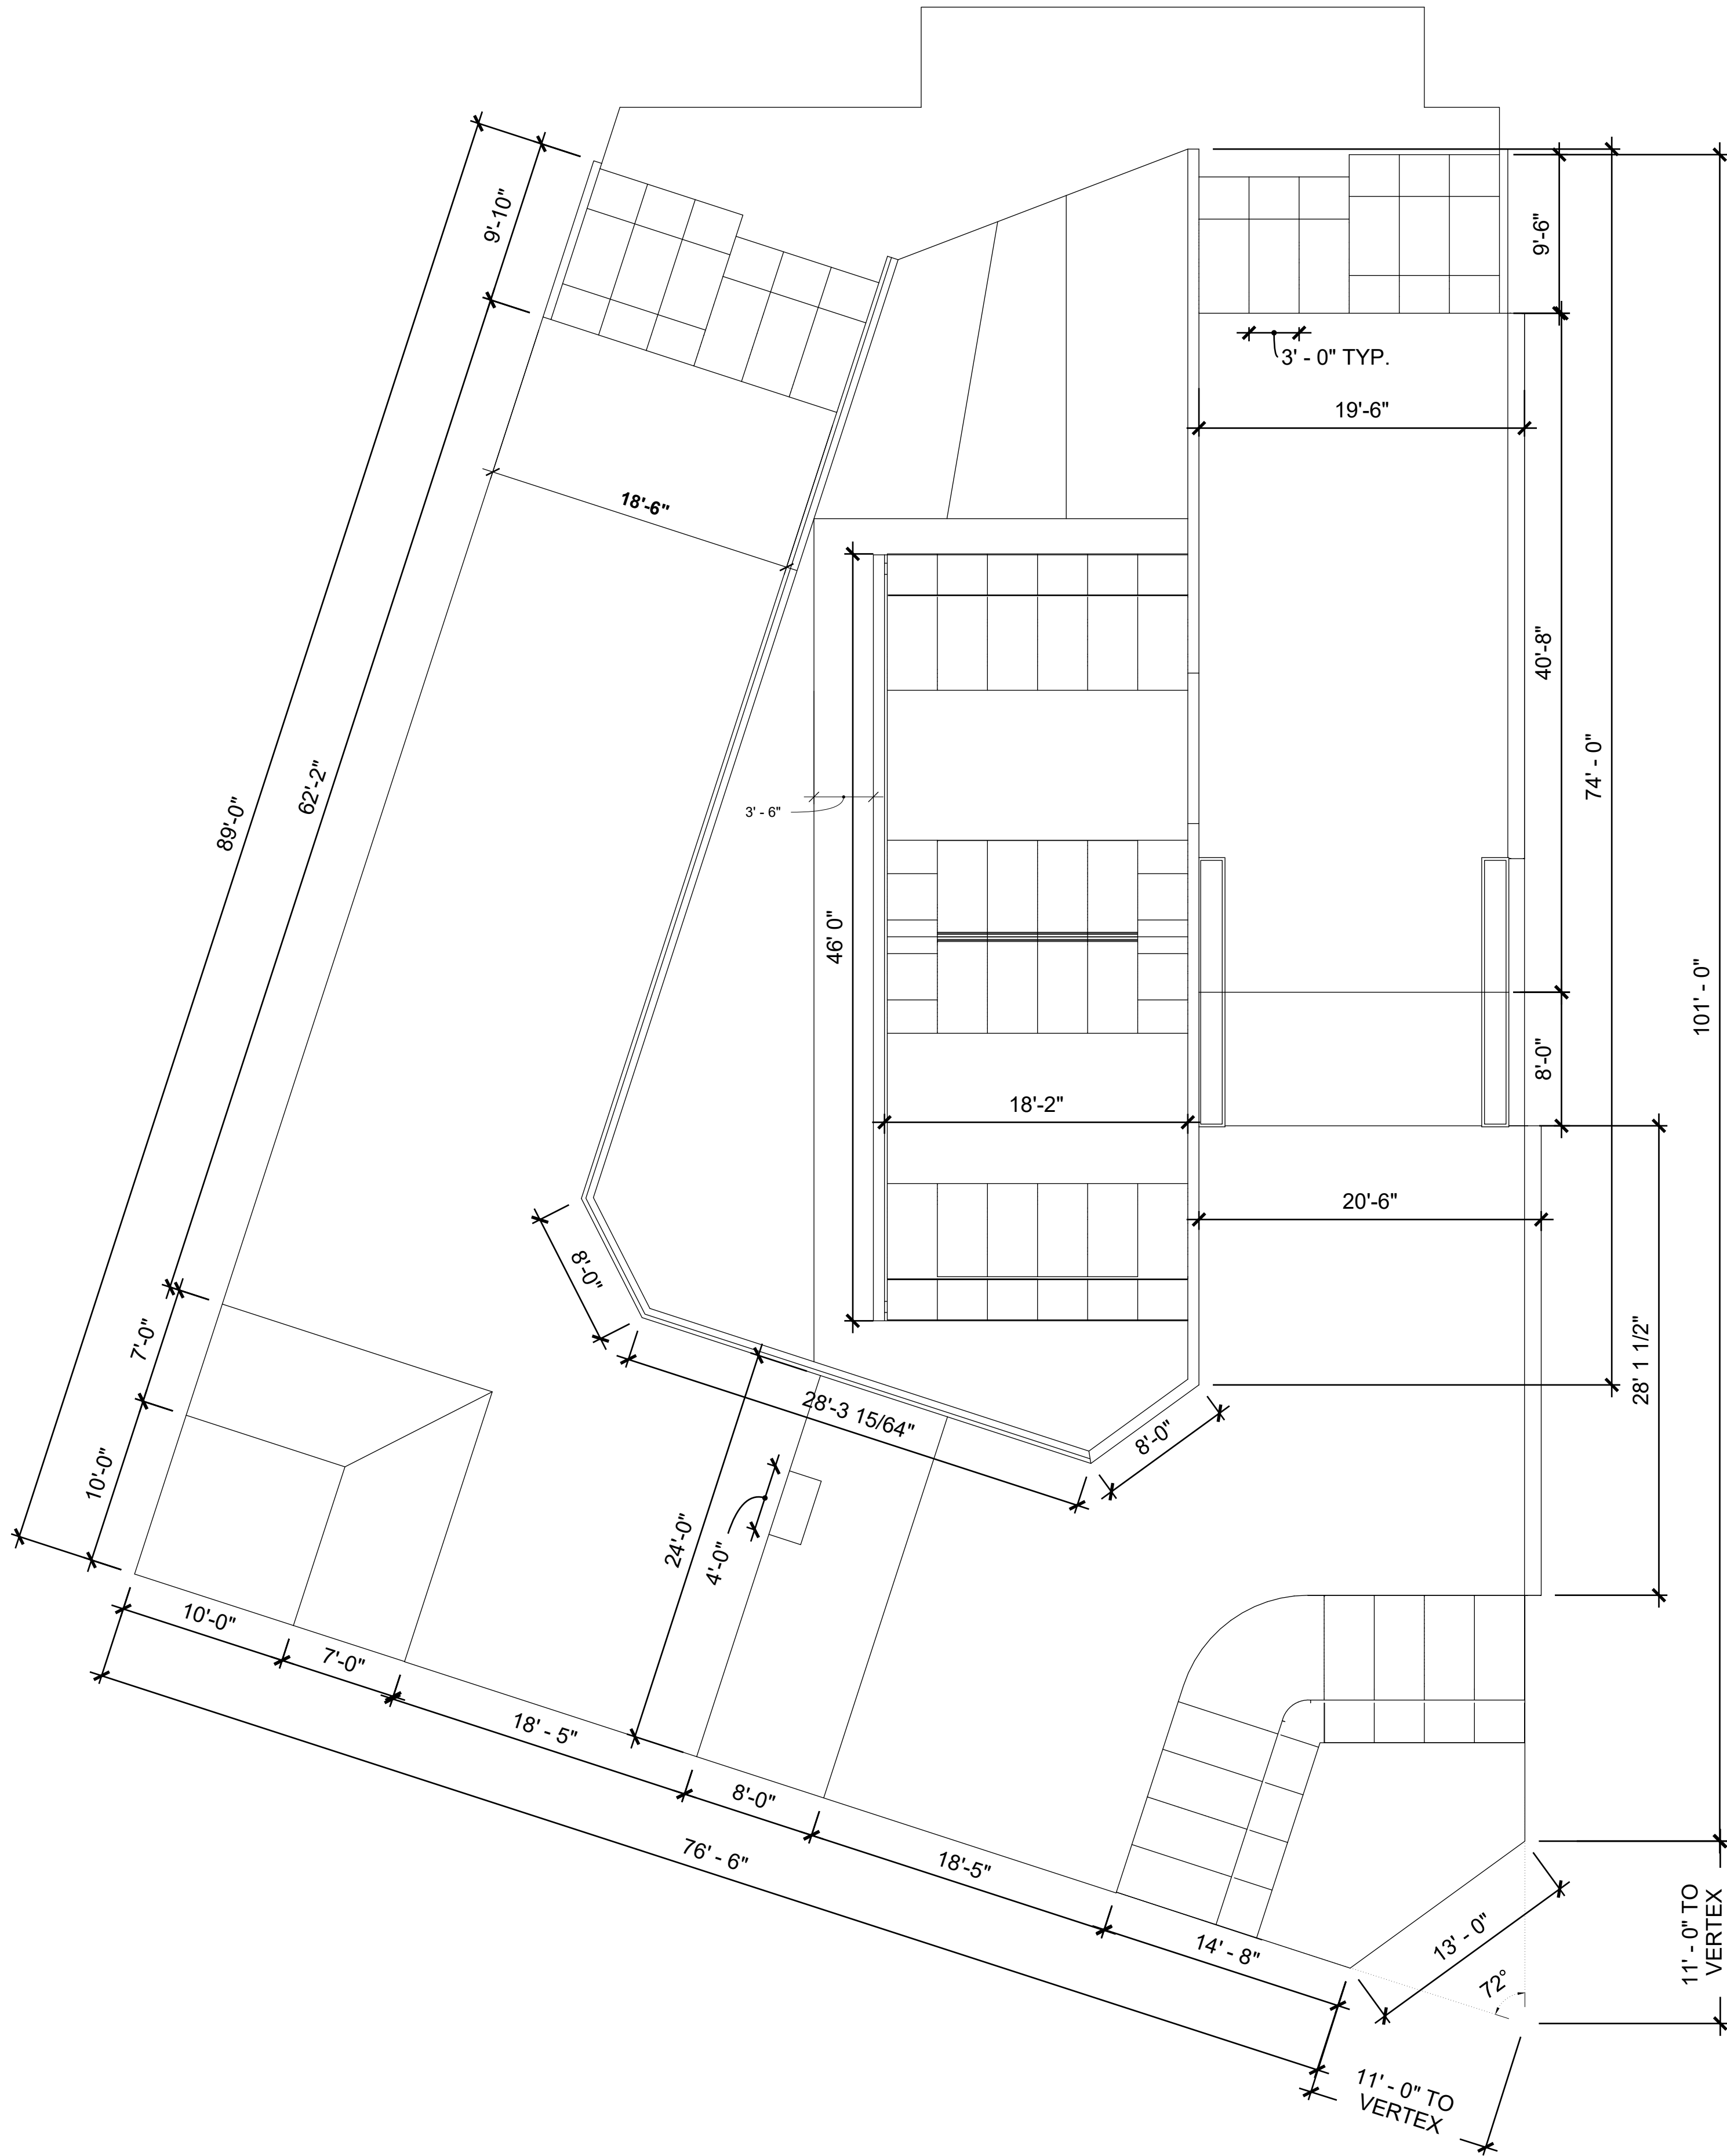 9'-10"
9'-6"
3' - 0" TYP.
19'-6"
18'-6"
40'-8"
74' - 0"
89'-0"
62'-2"
3' - 6"
46' 0"
101' - 0"
8'-0"
18'-2"
20'-6"
8'-0"
7'-0"
28' 1 1/2"
28'-3 15/64"
8'-0"
10'-0"
24'-0"
4'-0"
10'-0"
7'-0"
18' - 5"
8'-0"
76' - 6"
18'-5"
14' - 8"
13' - 0"
72°
11' - 0" TO
VERTEX
11' - 0" TO
VERTEX